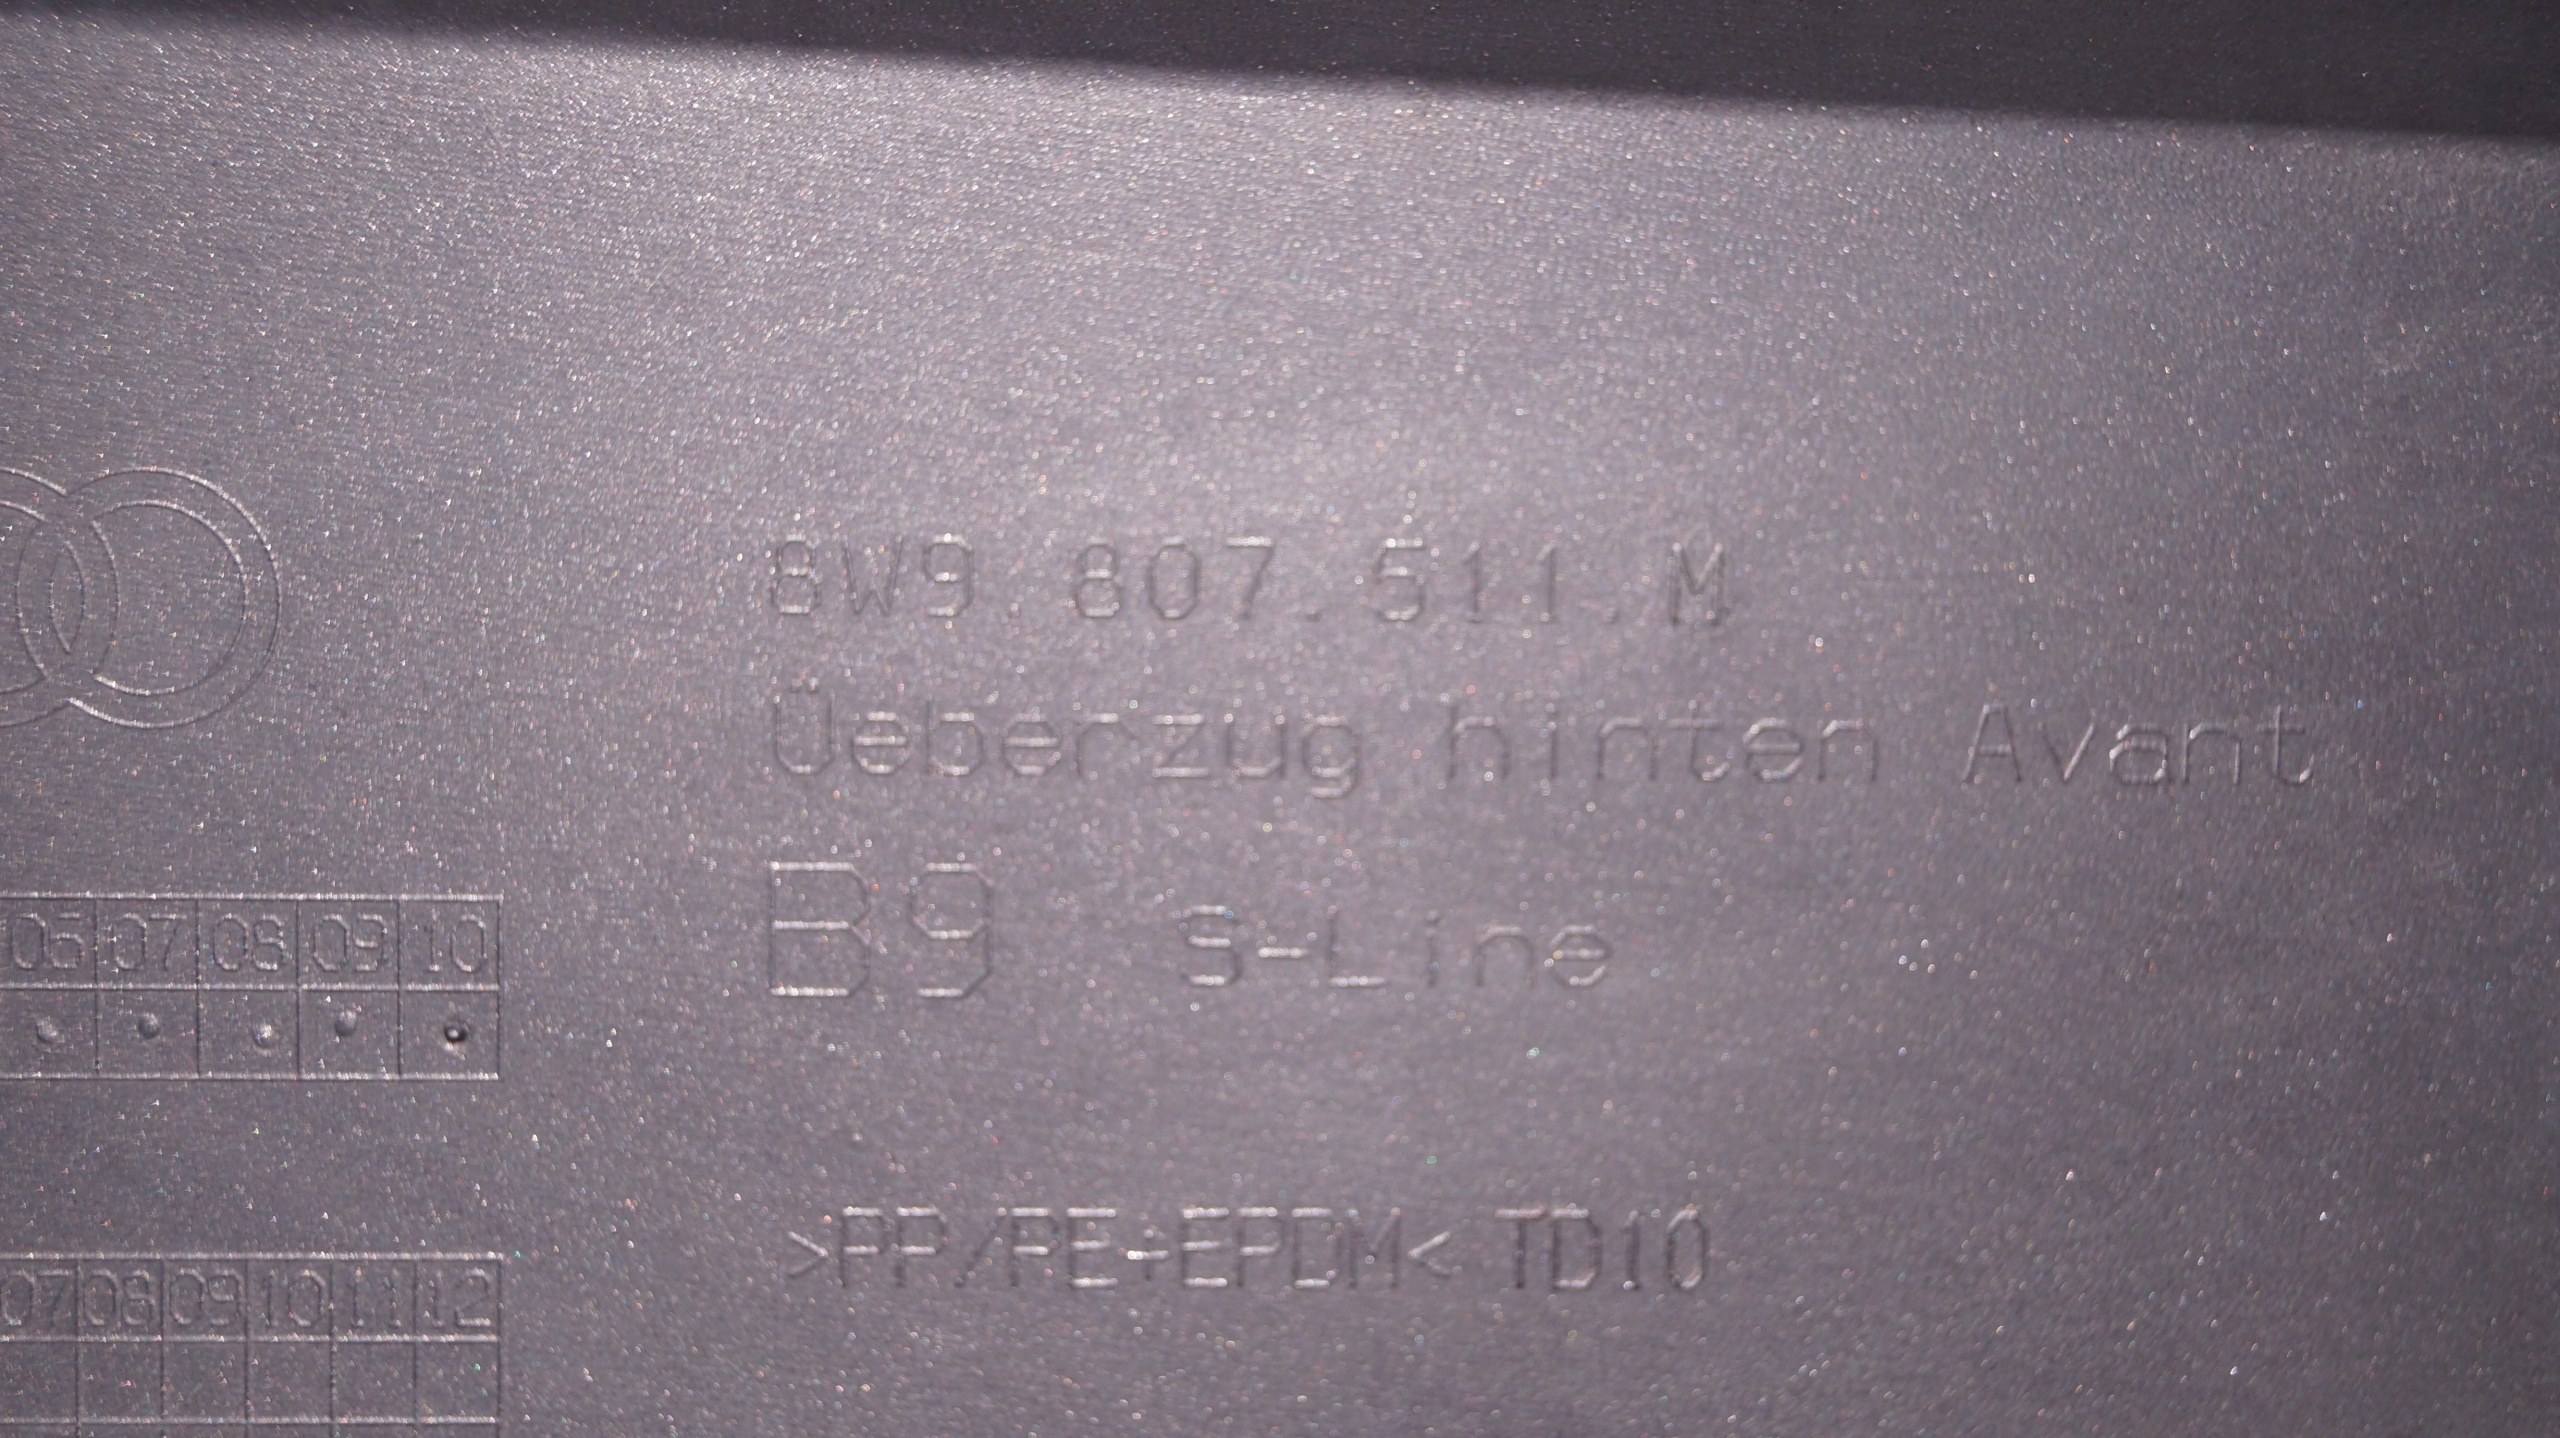 8W9.807.511.M
Üeberzug hinten Avant
B9 S-Line
05 07 08 09 10
>PP/PE+EPDM< TD10
07 08 09 10 11 12